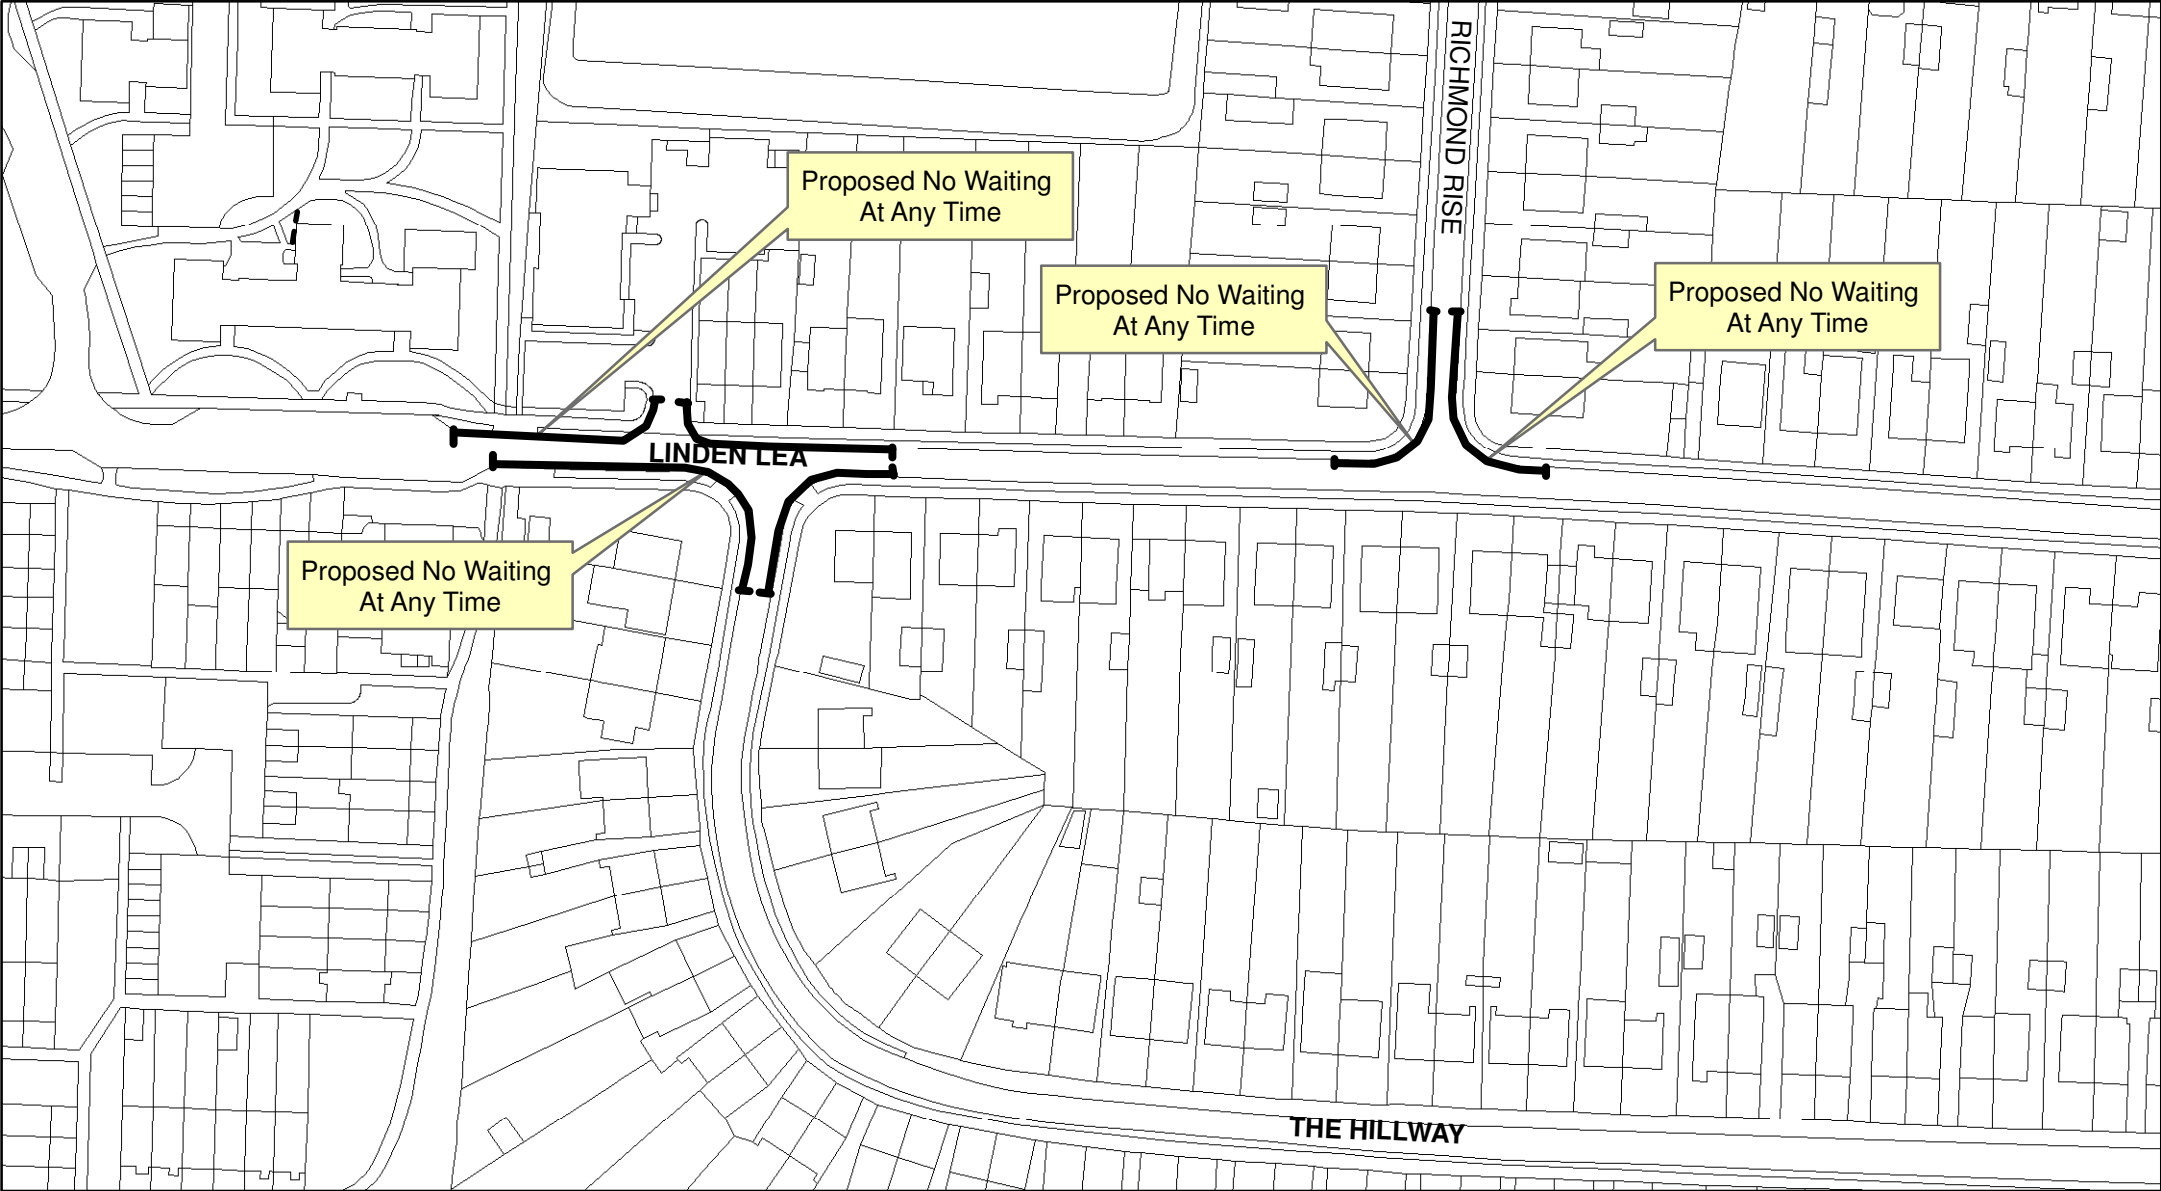 RICHMOND RISE
Proposed No Waiting
At Any Time
Proposed No Waiting
At Any Time
Proposed No Waiting
At Any Time
LINDEN LEA
Proposed No Waiting
At Any Time
THE HILLWAY